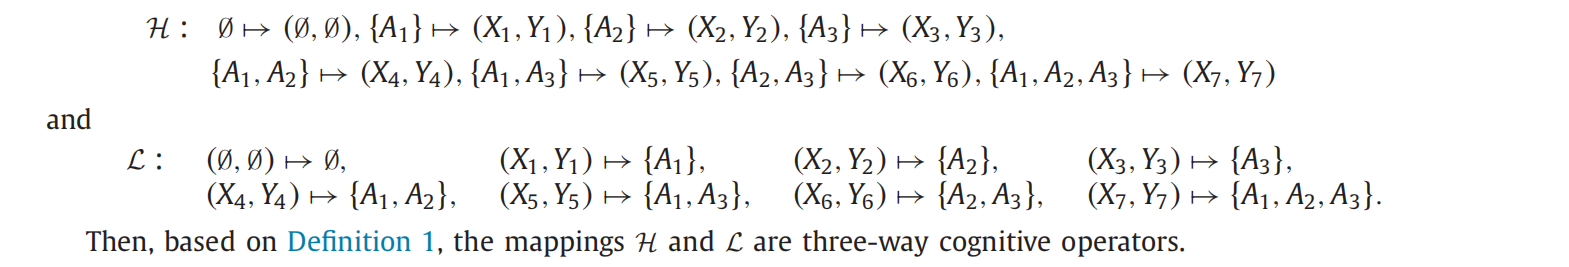 ℋ : ∅ ↦ (∅, ∅), {A₁} ↦ (X₁, Y₁), {A₂} ↦ (X₂, Y₂), {A₃} ↦ (X₃, Y₃),
{A₁, A₂} ↦ (X₄, Y₄), {A₁, A₃} ↦ (X₅, Y₅), {A₂, A₃} ↦ (X₆, Y₆), {A₁, A₂, A₃} ↦ (X₇, Y₇)
and
ℒ : (∅, ∅) ↦ ∅, (X₁, Y₁) ↦ {A₁}, (X₂, Y₂) ↦ {A₂}, (X₃, Y₃) ↦ {A₃},
(X₄, Y₄) ↦ {A₁, A₂}, (X₅, Y₅) ↦ {A₁, A₃}, (X₆, Y₆) ↦ {A₂, A₃}, (X₇, Y₇) ↦ {A₁, A₂, A₃}.
Then, based on Definition 1, the mappings ℋ and ℒ are three-way cognitive operators.